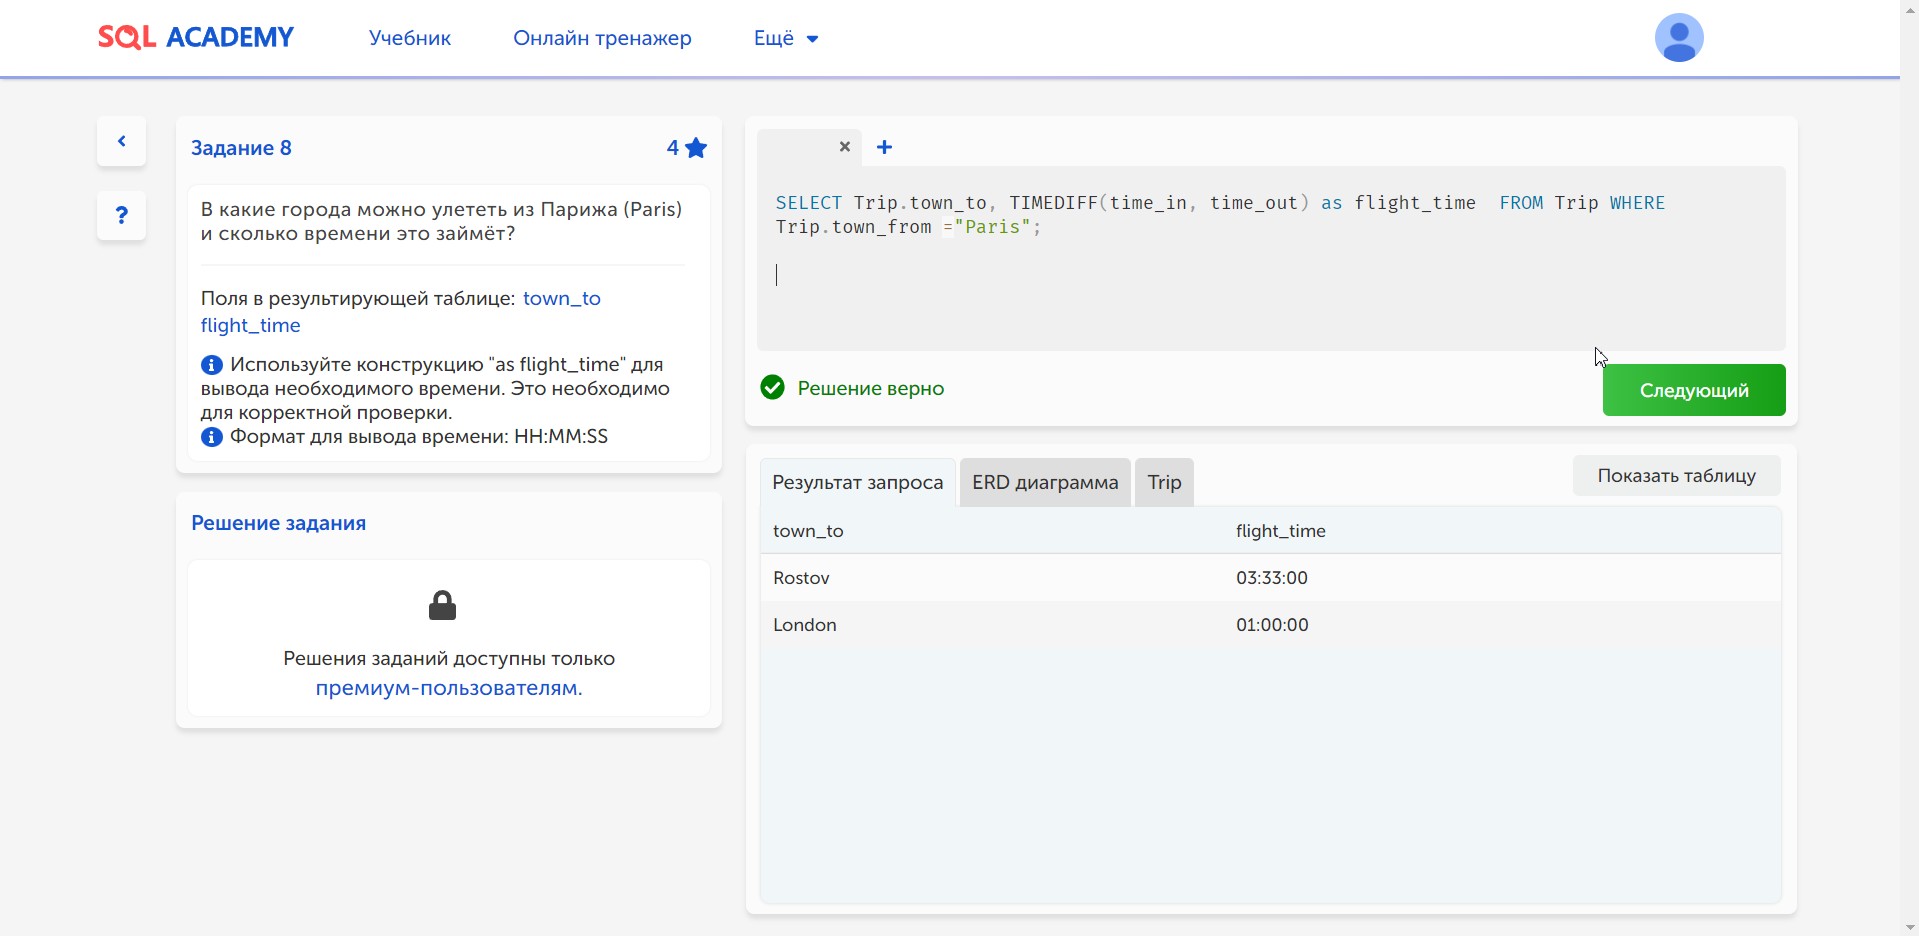 SQL ACADEMY
Учебник
Онлайн тренажер
Ещё
Задание 8
4
В какие города можно улететь из Парижа (Paris)
и сколько времени это займёт?
Поля в результирующей таблице: town_to
flight_time
Используйте конструкцию "as flight_time" для
вывода необходимого времени. Это необходимо
для корректной проверки.
Формат для вывода времени: HH:MM:SS
Решение задания
Решения заданий доступны только
премиум-пользователям.
SELECT Trip.town_to, TIMEDIFF(time_in, time_out) as flight_time  FROM Trip WHERE
Trip.town_from ="Paris";
Решение верно
Следующий
Результат запроса
ERD диаграмма
Trip
Показать таблицу
town_to flight_time
Rostov 03:33:00
London 01:00:00